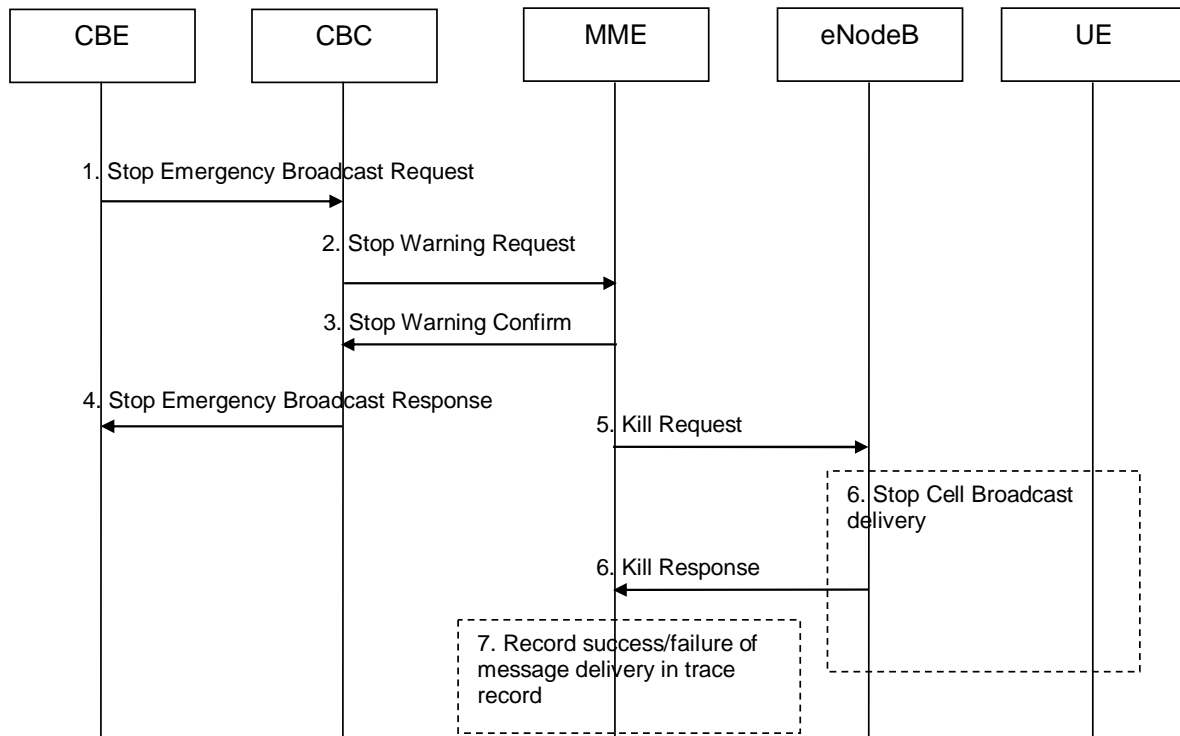 CBE
CBC
MME
eNodeB
UE
1. Stop Emergency Broadcast Request
2. Stop Warning Request
3. Stop Warning Confirm
4. Stop Emergency Broadcast Response
5. Kill Request
6. Stop Cell Broadcast
delivery
6. Kill Response
7. Record success/failure of
message delivery in trace
record